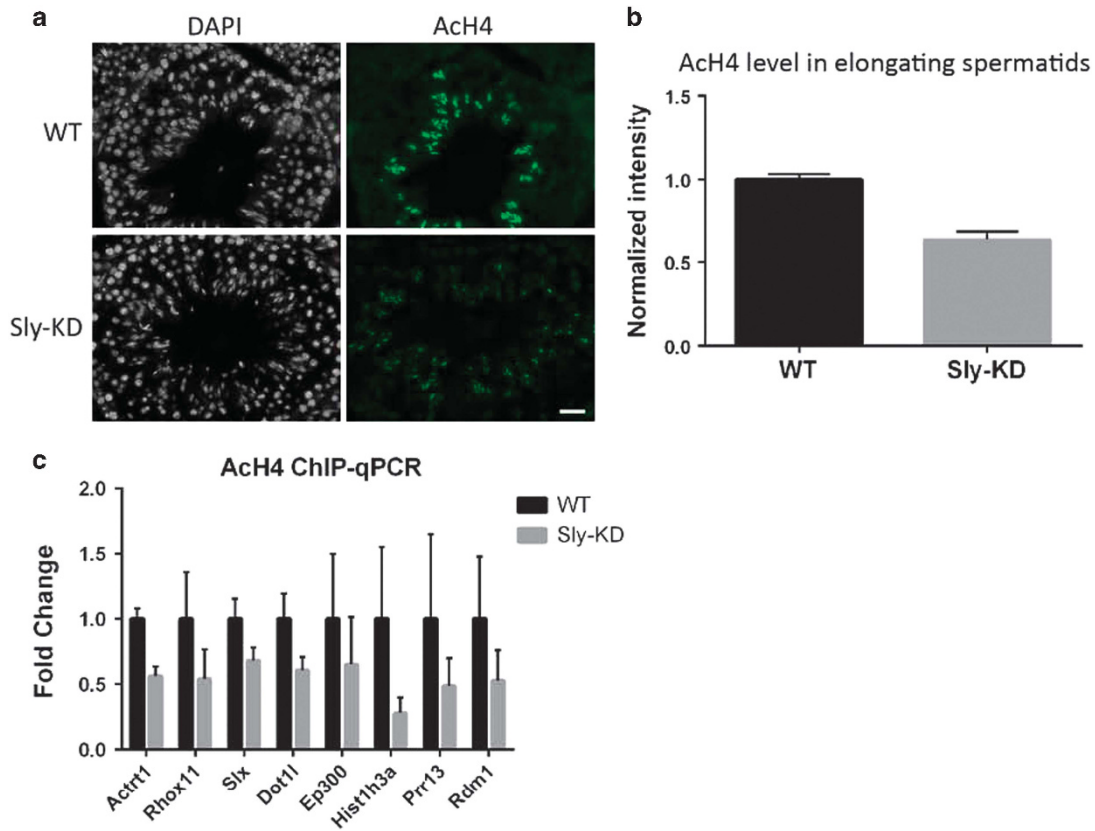 a
DAPI
AcH4
WT
Sly-KD
b
AcH4 level in elongating spermatids
Normalized intensity
1.5
1.0
0.5
0.0
WT
Sly-KD
c
AcH4 ChIP-qPCR
Fold Change
2.0
1.5
1.0
0.5
0.0
WT
Sly-KD
Actrt1
Rhox11
Slx
Dot1l
Ep300
Hist1h3a
Prr13
Rdm1